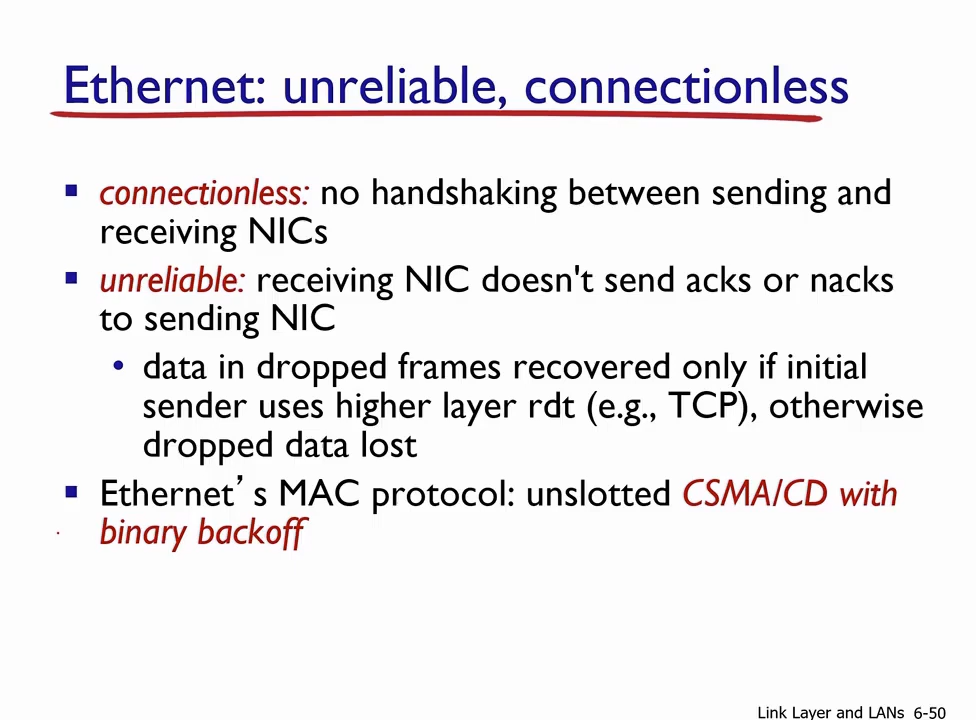 Ethernet: unreliable, connectionless
▪ connectionless: no handshaking between sending and
receiving NICs
▪ unreliable: receiving NIC doesn't send acks or nacks
to sending NIC
• data in dropped frames recovered only if initial
sender uses higher layer rdt (e.g., TCP), otherwise
dropped data lost
▪ Ethernet’s MAC protocol: unslotted CSMA/CD with
binary backoff
Link Layer and LANs 6-50